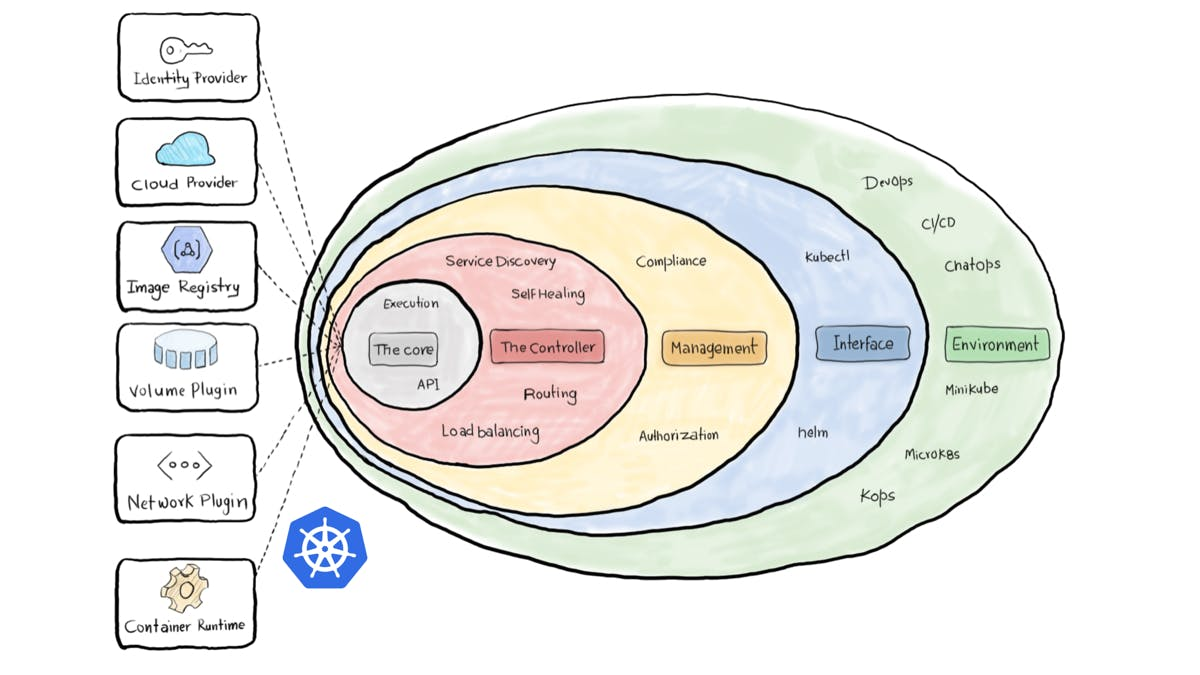 Identity Provider
Cloud Provider
Image Registry
Volume Plugin
Network Plugin
Container Runtime
Execution
The core
API
Service Discovery
Self Healing
The Controller
Routing
Load balancing
Compliance
Management
Authorization
Kubectl
Interface
helm
DevOps
CI/CD
Chatops
Environment
Minikube
Microk8s
Kops